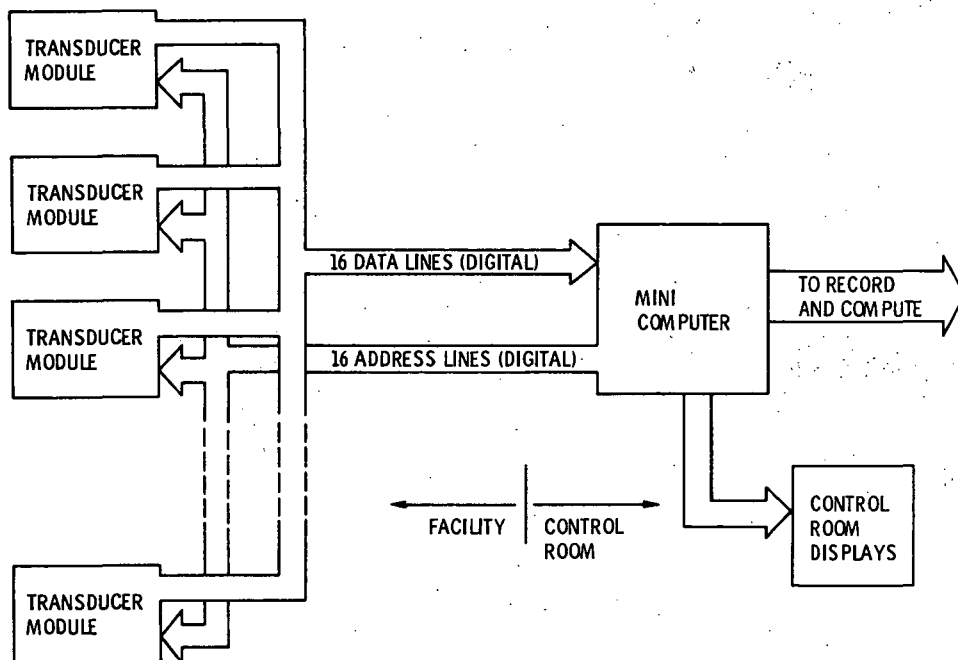 TRANSDUCER
MODULE
TRANSDUCER
MODULE
16 DATA LINES (DIGITAL)
MINI
COMPUTER
TO RECORD
AND COMPUTE
TRANSDUCER
MODULE
16 ADDRESS LINES (DIGITAL)
FACILITY
CONTROL
ROOM
CONTROL
ROOM
DISPLAYS
TRANSDUCER
MODULE